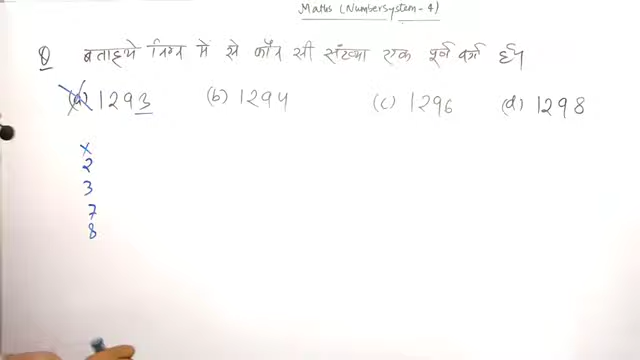 Maths (Number system - 4)
Q बताइये निम्न में से कौन सी संख्या एक पूर्ण वर्ग है।
(a) 1293 (b) 1294 (c) 1296 (d) 1298
x
2
3
7
8